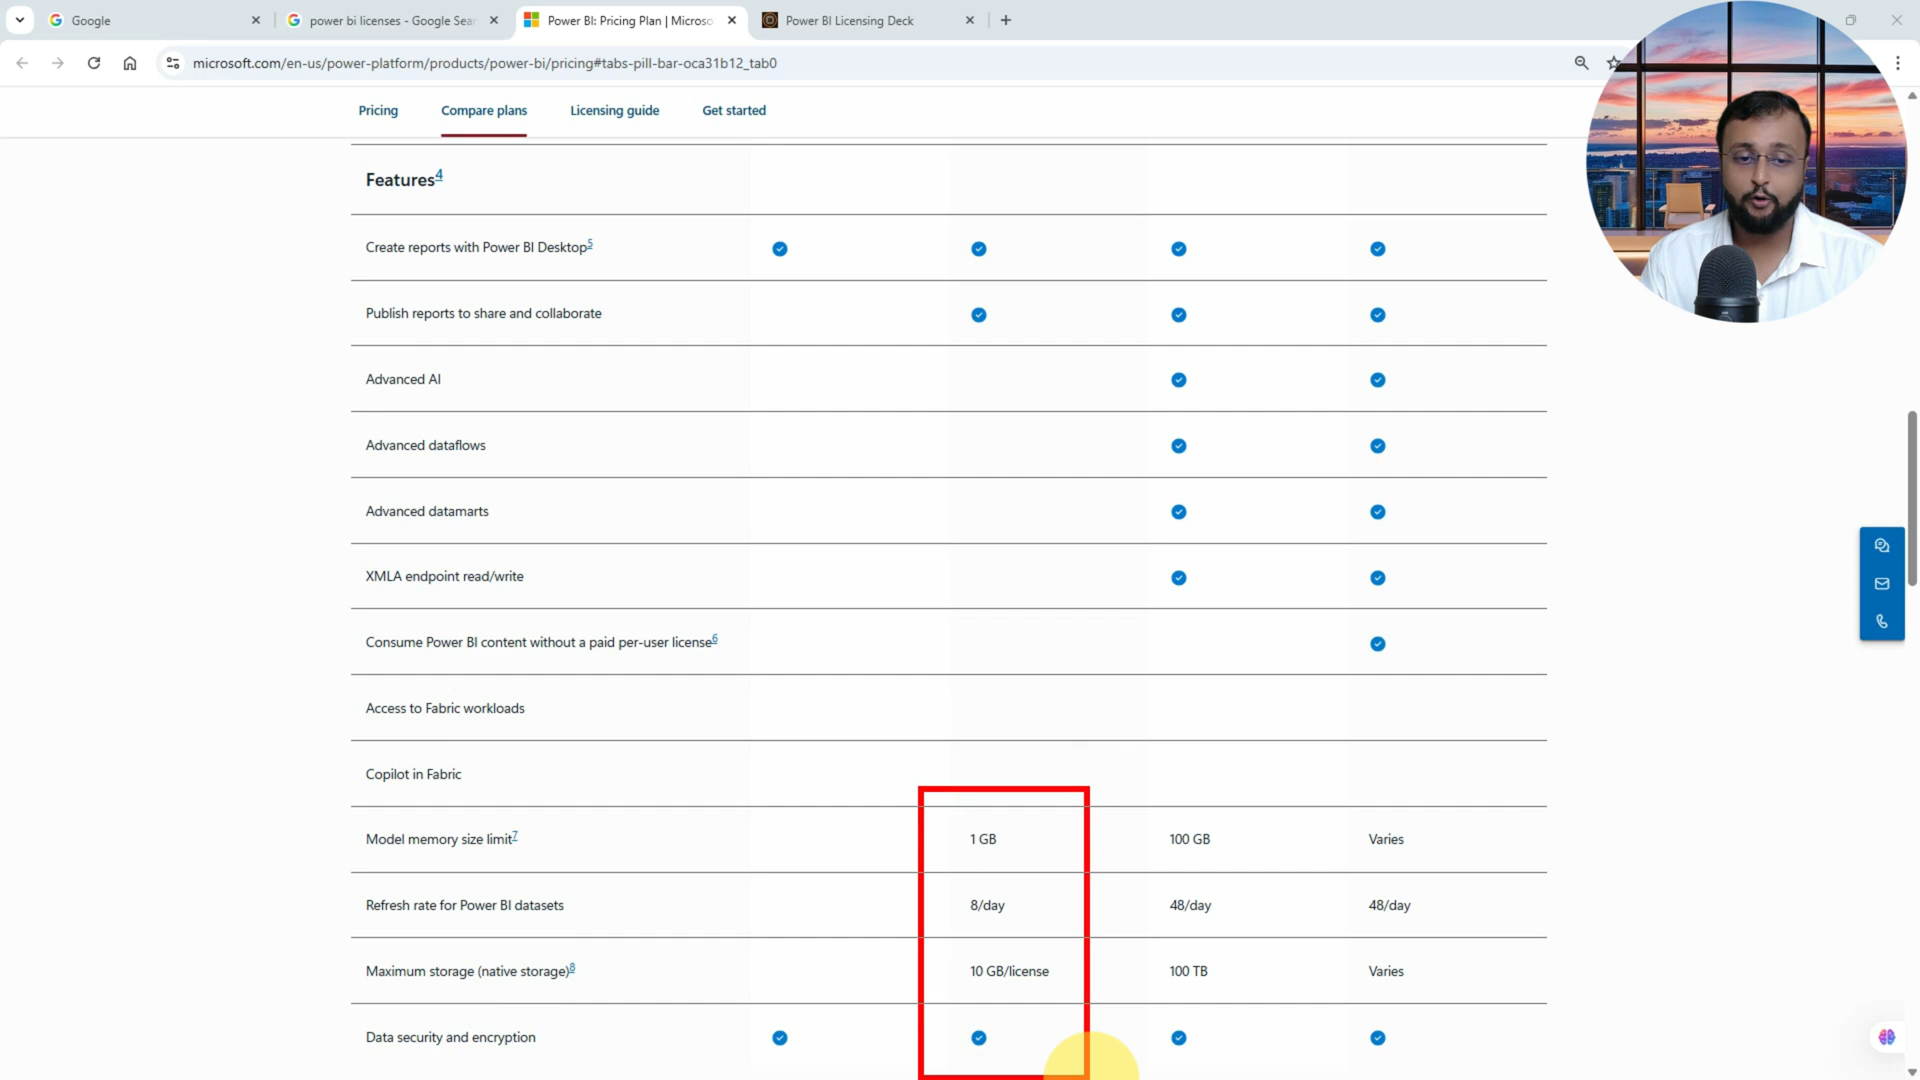 Google
power bi licenses - Google Sear
Power BI: Pricing Plan | Microso
Power BI Licensing Deck
microsoft.com/en-us/power-platform/products/power-bi/pricing#tabs-pill-bar-oca31b12_tab0
Pricing
Compare plans
Licensing guide
Get started
Features4
Create reports with Power BI Desktop5
Publish reports to share and collaborate
Advanced AI
Advanced dataflows
Advanced datamarts
XMLA endpoint read/write
Consume Power BI content without a paid per-user license6
Access to Fabric workloads
Copilot in Fabric
Model memory size limit7 1 GB 100 GB Varies
Refresh rate for Power BI datasets 8/day 48/day 48/day
Maximum storage (native storage)8 10 GB/license 100 TB Varies
Data security and encryption